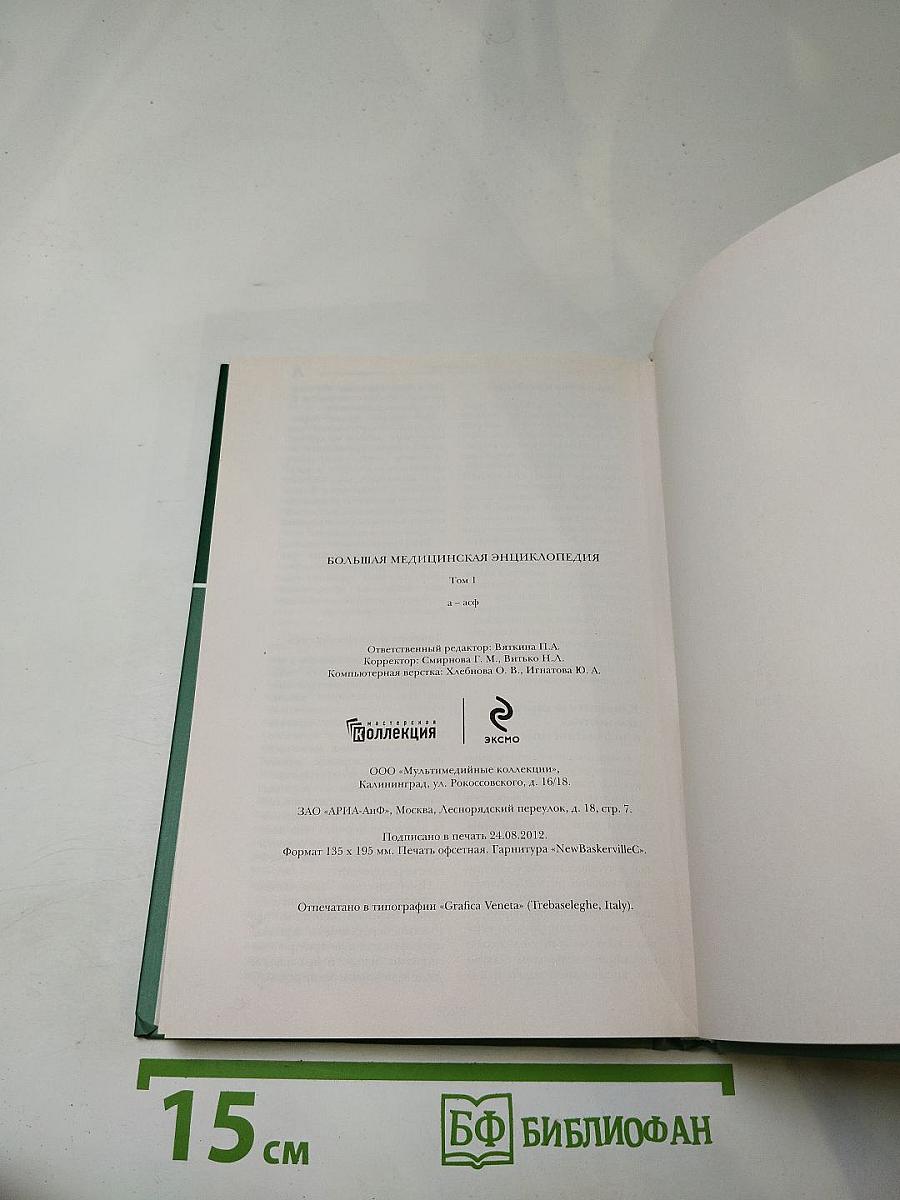 БОЛЬШАЯ МЕДИЦИНСКАЯ ЭНЦИКЛОПЕДИЯ
Том 1
а – асф
Ответственный редактор: Вяткина П.А.
Корректор: Смирнова Г. М., Витько Н.А.
Компьютерная верстка: Хлебнова О. В., Игнатова Ю. А.
мастерская
Коллекция
ЭКСМО
ООО «Мультимедийные коллекции»,
Калининград, ул. Рокоссовского, д. 16/18.
ЗАО «АРИА-АиФ», Москва, Леснорядский переулок, д. 18, стр. 7.
Подписано в печать 24.08.2012.
Формат 135 х 195 мм. Печать офсетная. Гарнитура «NewBaskervilleC».
Отпечатано в типографии «Grafica Veneta» (Trebaseleghe, Italy).
15 см
БФ БИБЛИОФАН